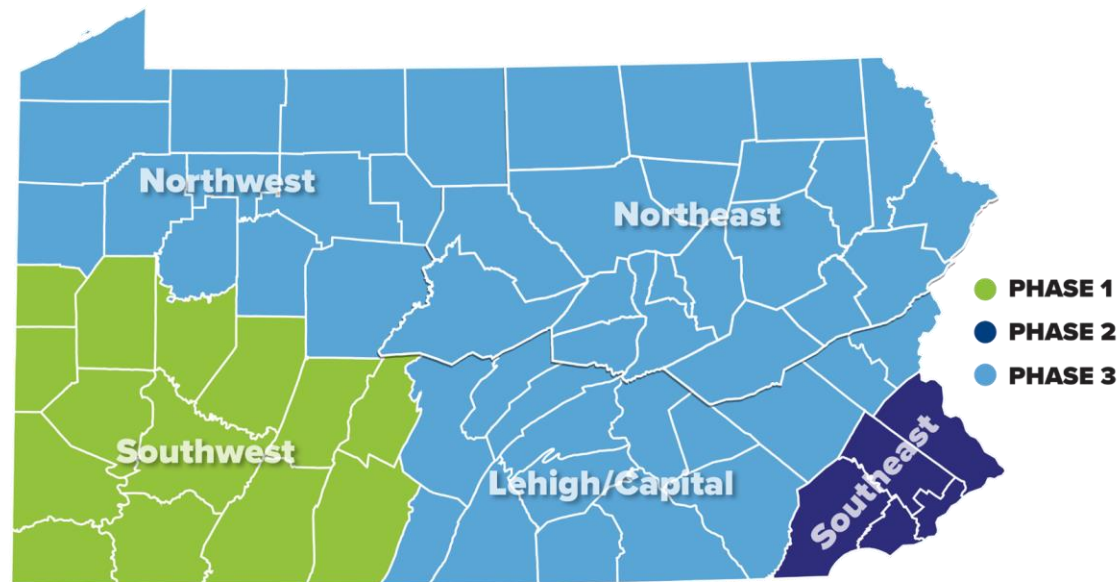 Northwest
Northeast
PHASE 1
PHASE 2
PHASE 3
Southwest
Lehigh/Capital
Southeast